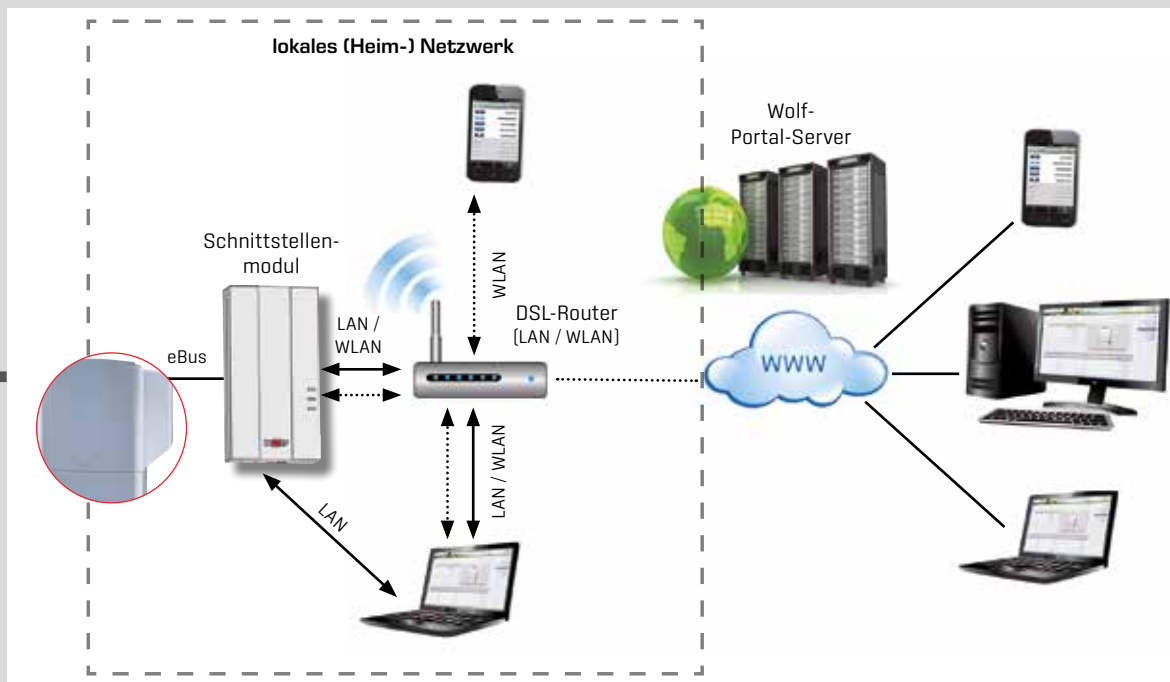 lokales (Heim-) Netzwerk
Wolf-
Portal-Server
Schnittstellen-
modul
WLAN
LAN /
WLAN
DSL-Router
(LAN / WLAN)
eBus
WWW
LAN / WLAN
LAN